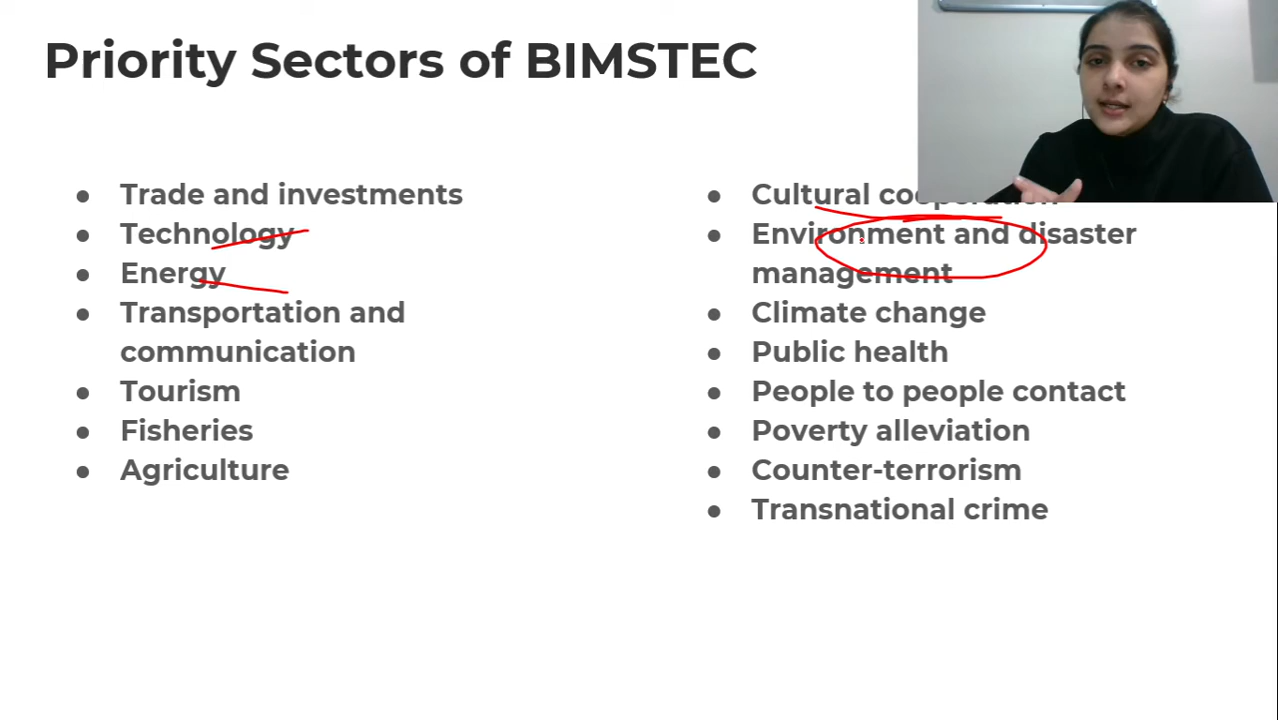 Priority Sectors of BIMSTEC
Trade and investments
Technology
Energy
Transportation and
communication
Tourism
Fisheries
Agriculture
Cultural cooperation
Environment and disaster
management
Climate change
Public health
People to people contact
Poverty alleviation
Counter-terrorism
Transnational crime